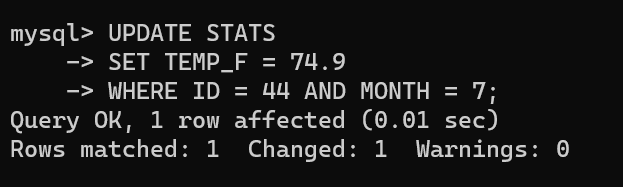 mysql> UPDATE STATS
    -> SET TEMP_F = 74.9
    -> WHERE ID = 44 AND MONTH = 7;
Query OK, 1 row affected (0.01 sec)
Rows matched: 1  Changed: 1  Warnings: 0